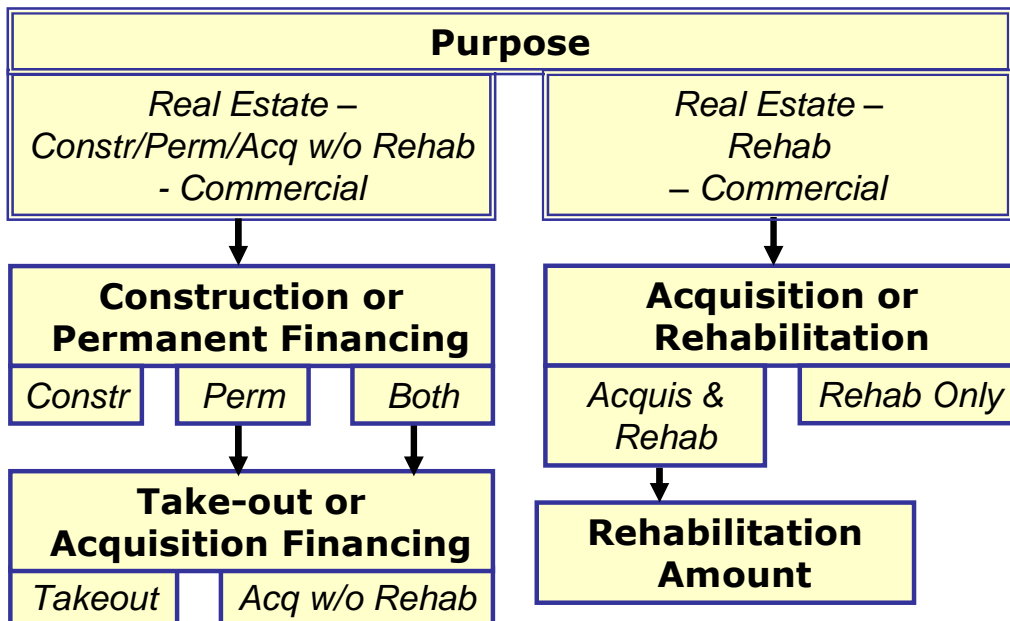 Purpose
Real Estate –
Constr/Perm/Acq w/o Rehab
- Commercial
Real Estate –
Rehab
– Commercial
Construction or
Permanent Financing
Constr
Perm
Both
Acquisition or
Rehabilitation
Acquis &
Rehab
Rehab Only
Take-out or
Acquisition Financing
Takeout
Acq w/o Rehab
Rehabilitation
Amount